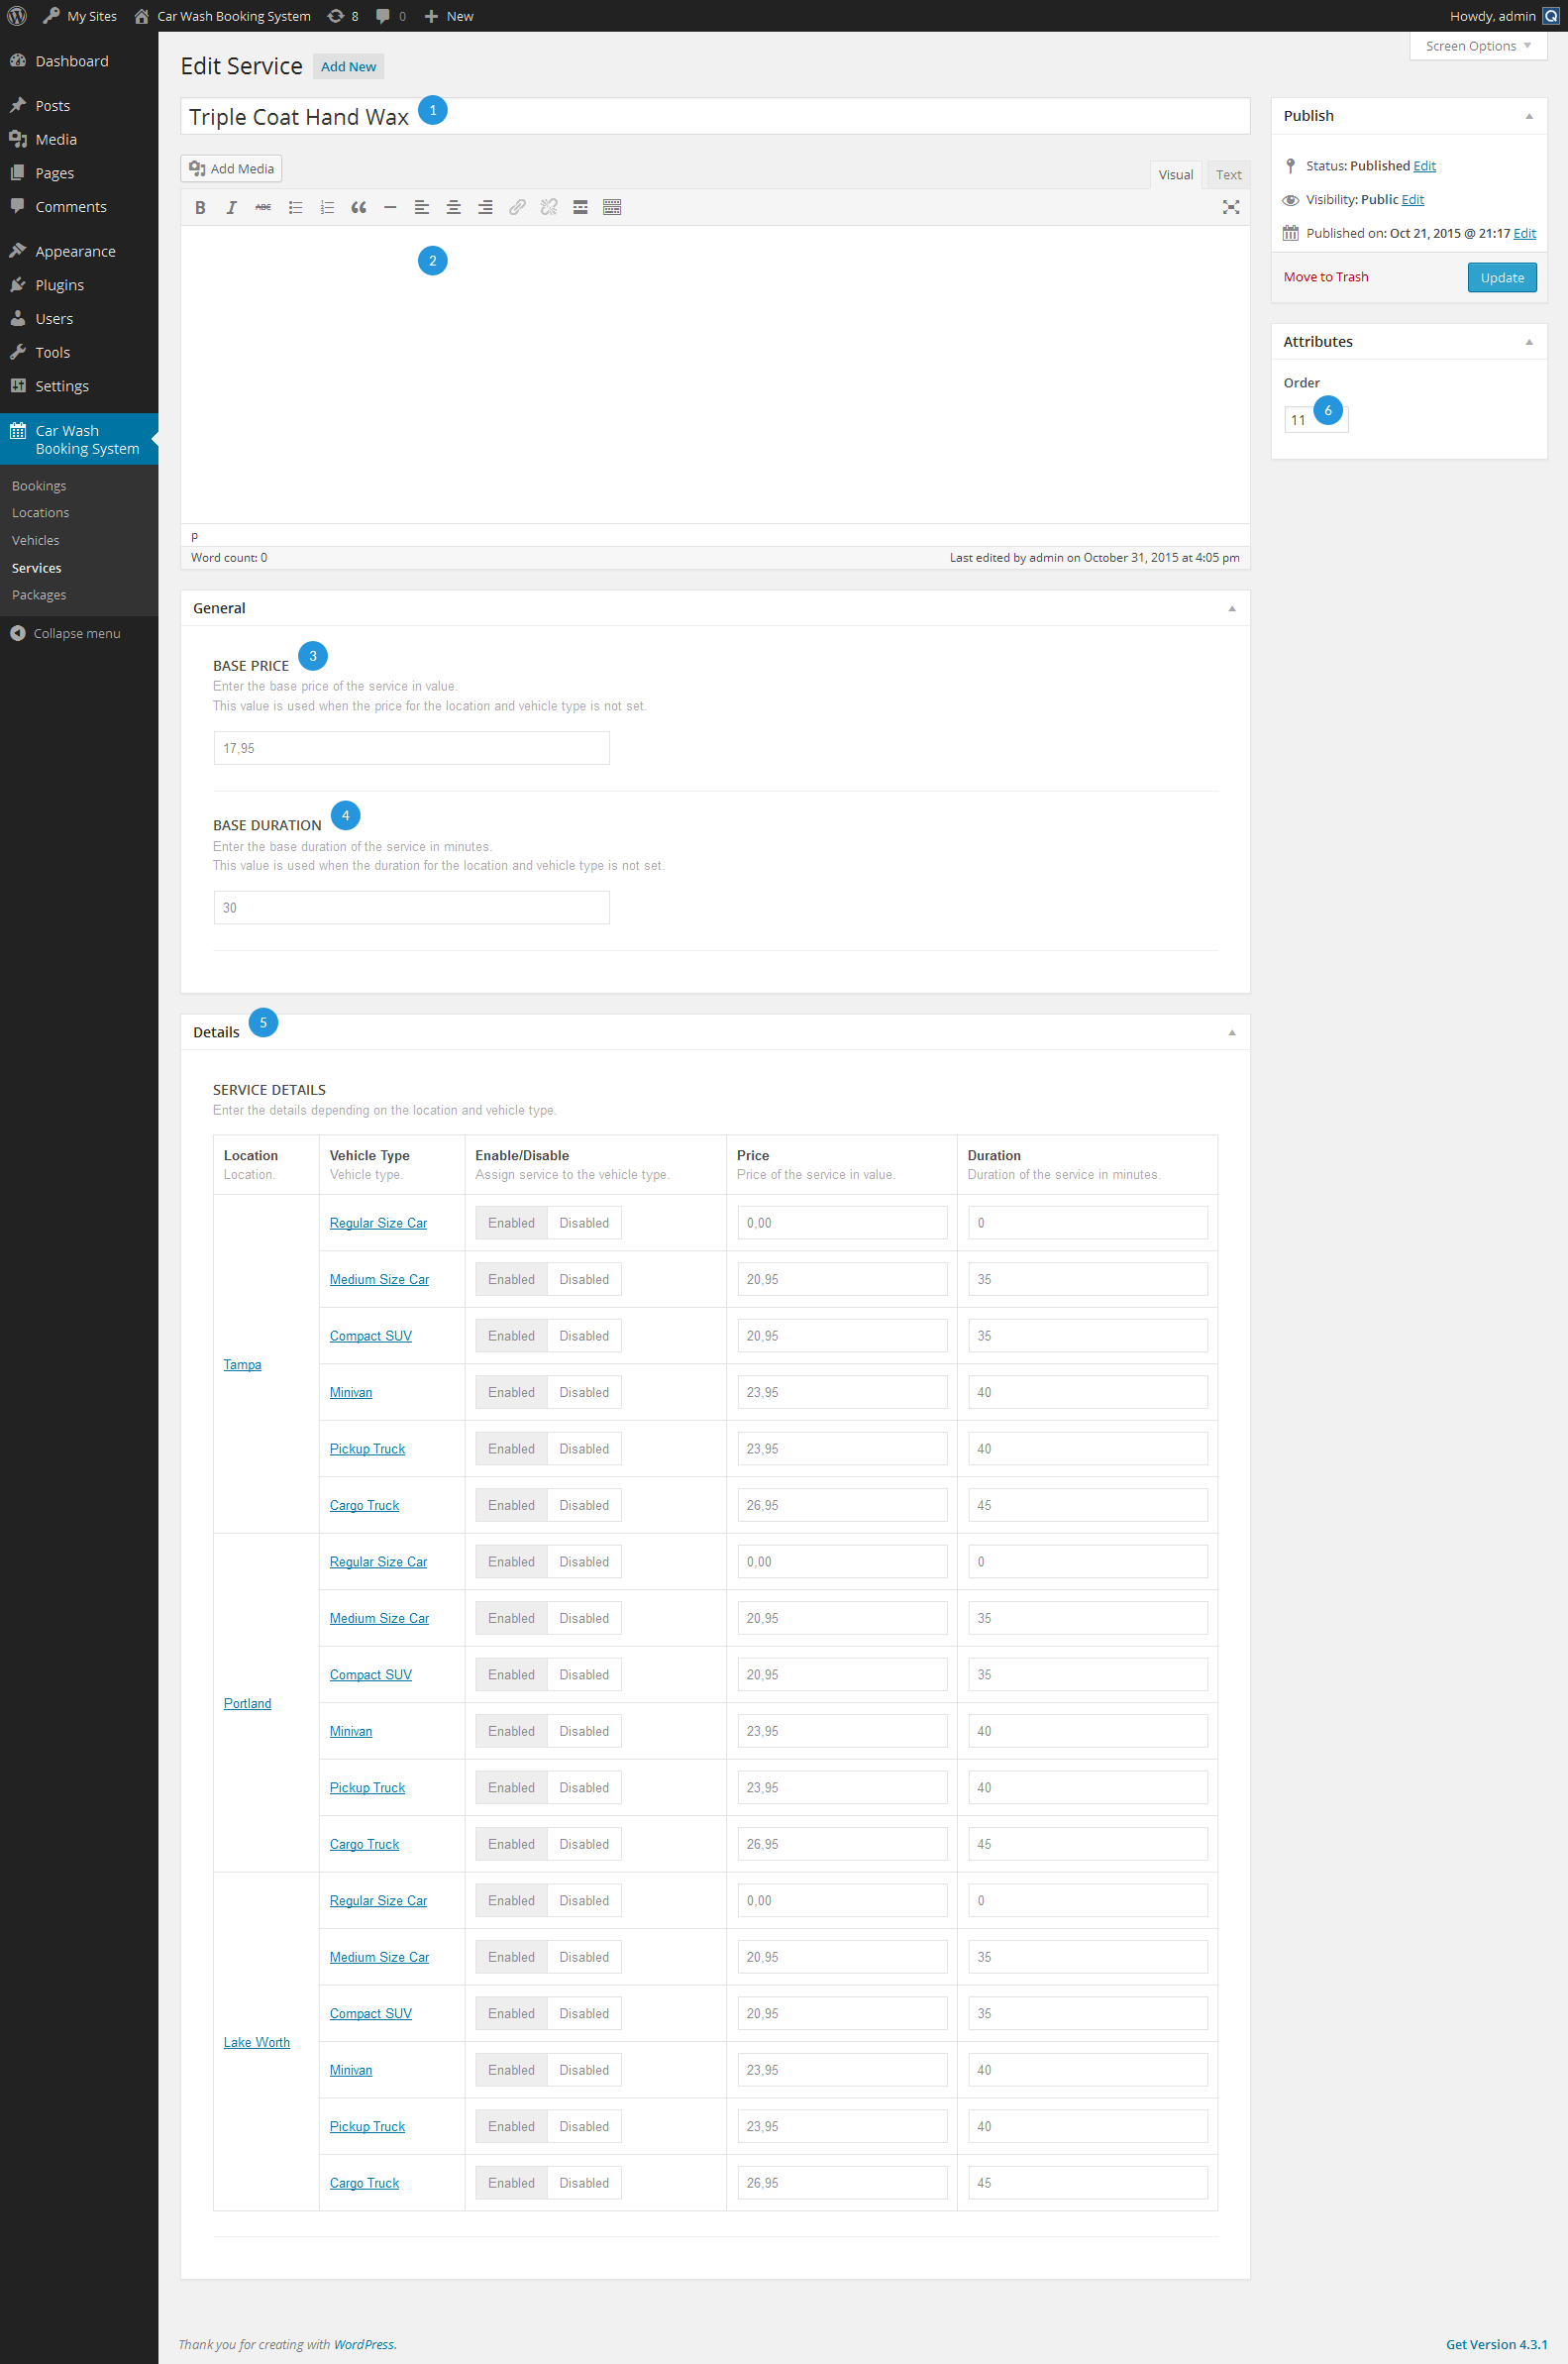 My Sites Car Wash Booking System 8 0 New Howdy, admin
Screen Options
Dashboard
Posts
Media
Pages
Comments
Appearance
Plugins
Users
Tools
Settings
Car Wash
Booking System
Bookings
Locations
Vehicles
Services
Packages
Collapse menu
Edit Service Add New
Triple Coat Hand Wax 1
Add Media
Visual Text
B I ABC
2
p
Word count: 0 Last edited by admin on October 31, 2015 at 4:05 pm
Publish
Status: Published Edit
Visibility: Public Edit
Published on: Oct 21, 2015 @ 21:17 Edit
Move to Trash Update
Attributes
Order
11 6
General
BASE PRICE 3
Enter the base price of the service in value.
This value is used when the price for the location and vehicle type is not set.
17,95
BASE DURATION 4
Enter the base duration of the service in minutes.
This value is used when the duration for the location and vehicle type is not set.
30
Details 5
SERVICE DETAILS
Enter the details depending on the location and vehicle type.
Location Vehicle Type Enable/Disable Price Duration
Location. Vehicle type. Assign service to the vehicle type. Price of the service in value. Duration of the service in minutes.
Tampa
Regular Size Car Enabled Disabled 0,00 0
Medium Size Car Enabled Disabled 20,95 35
Compact SUV Enabled Disabled 20,95 35
Minivan Enabled Disabled 23,95 40
Pickup Truck Enabled Disabled 23,95 40
Cargo Truck Enabled Disabled 26,95 45
Portland
Regular Size Car Enabled Disabled 0,00 0
Medium Size Car Enabled Disabled 20,95 35
Compact SUV Enabled Disabled 20,95 35
Minivan Enabled Disabled 23,95 40
Pickup Truck Enabled Disabled 23,95 40
Cargo Truck Enabled Disabled 26,95 45
Lake Worth
Regular Size Car Enabled Disabled 0,00 0
Medium Size Car Enabled Disabled 20,95 35
Compact SUV Enabled Disabled 20,95 35
Minivan Enabled Disabled 23,95 40
Pickup Truck Enabled Disabled 23,95 40
Cargo Truck Enabled Disabled 26,95 45
Thank you for creating with WordPress. Get Version 4.3.1